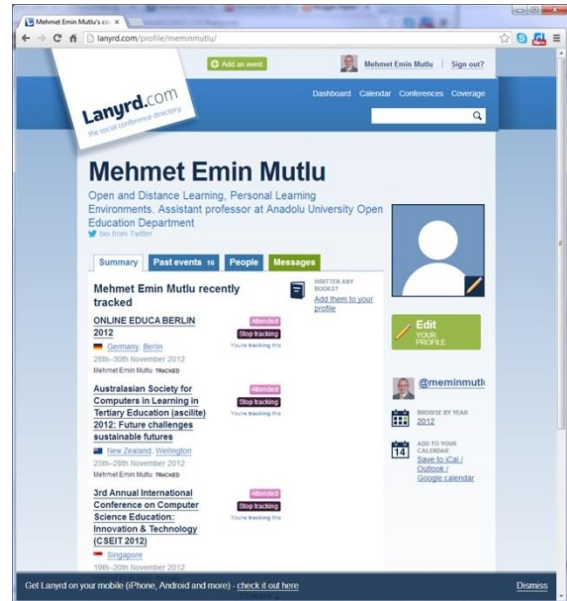 Mehmet Emin Mutlu's co
lanyrd.com/profile/meminmutlu/
Add an event
Mehmet Emin Mutlu
Sign out?
Lanyrd.com
the social conference directory
Dashboard Calendar Conferences Coverage
Mehmet Emin Mutlu
Open and Distance Learning, Personal Learning
Environments. Assistant professor at Anadolu University Open
Education Department
bio from Twitter
Summary
Past events 16
People
Messages
Mehmet Emin Mutlu recently
tracked
WRITTEN ANY
BOOKS?
Add them to your
profile
ONLINE EDUCA BERLIN
2012
Attended
Stop tracking
You're tracking this
Germany, Berlin
28th–30th November 2012
Mehmet Emin Mutlu TRACKED
Australasian Society for
Computers in Learning in
Tertiary Education (ascilite)
2012: Future challenges
sustainable futures
Attended
Stop tracking
You're tracking this
New Zealand, Wellington
25th–28th November 2012
Mehmet Emin Mutlu TRACKED
3rd Annual International
Conference on Computer
Science Education:
Innovation & Technology
(CSEIT 2012)
Attended
Stop tracking
You're tracking this
Singapore
19th–20th November 2012
Edit
YOUR
PROFILE
@meminmutlu
BROWSE BY YEAR
2012
14
ADD TO YOUR
CALENDAR
Save to iCal /
Outlook /
Google calendar
Get Lanyrd on your mobile (iPhone, Android and more) - check it out here
Dismiss